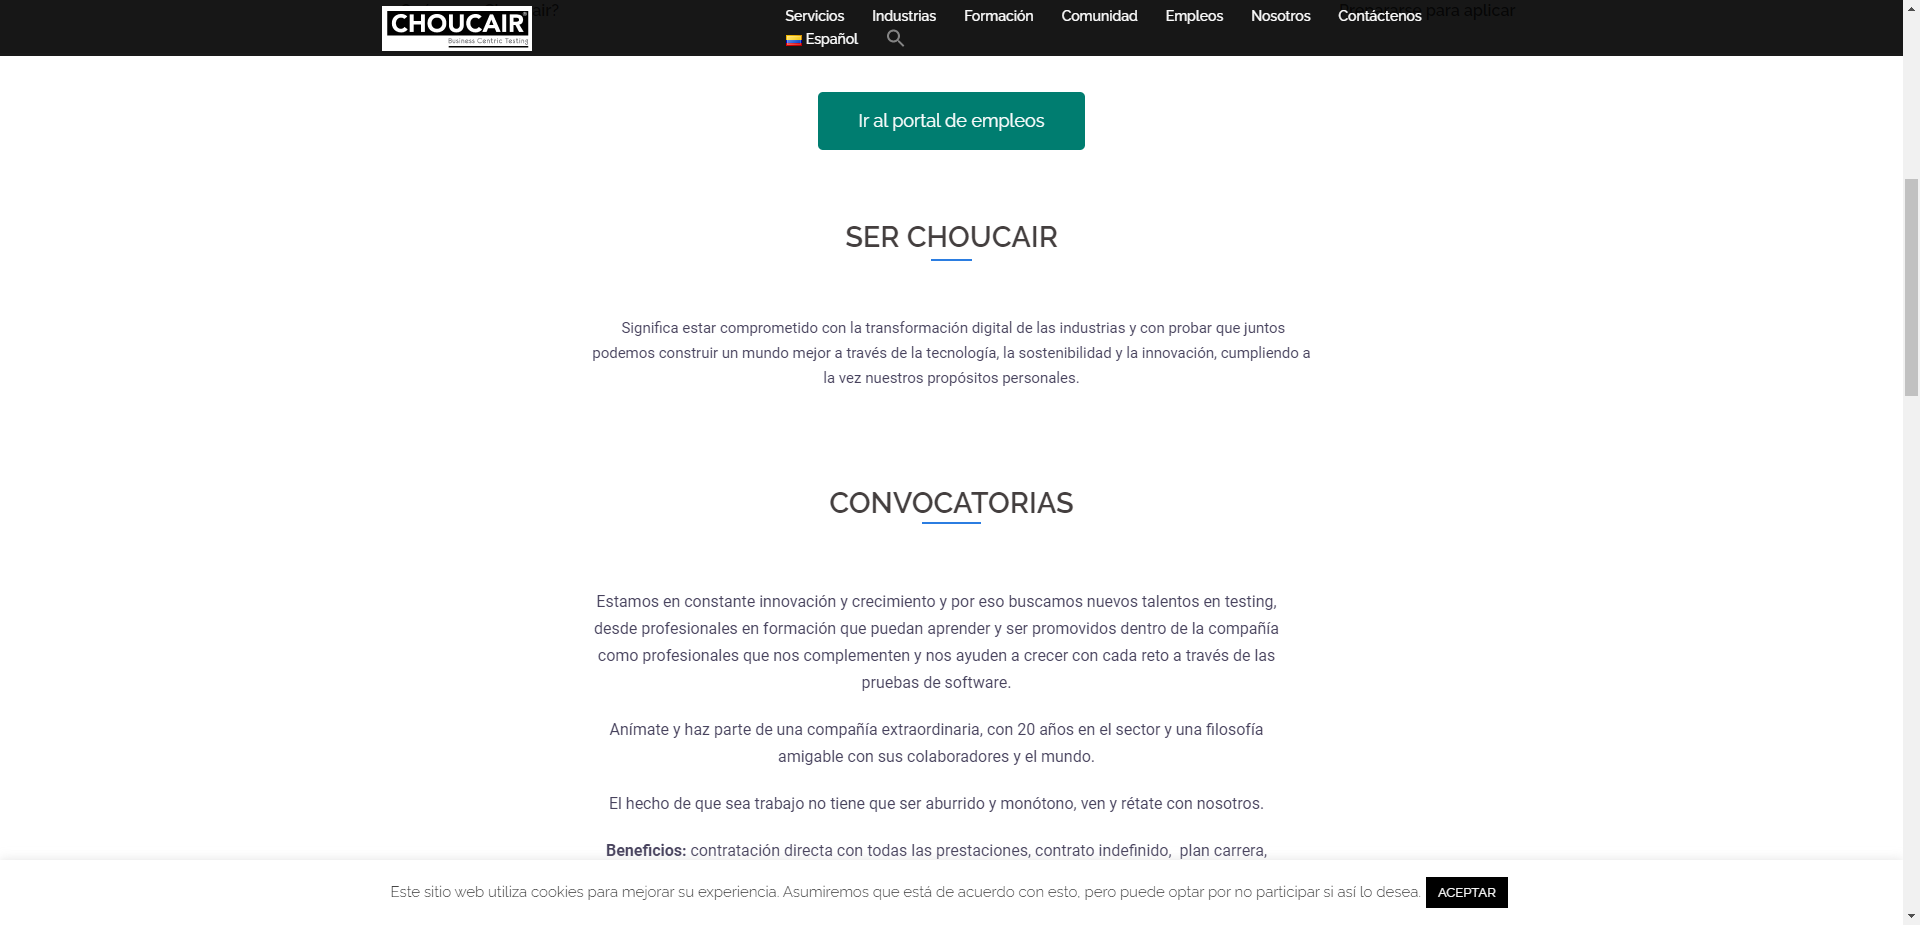 CHOUCAIR
Business Centric Testing
air?
Servicios Industrias Formación Comunidad Empleos Nosotros Contáctenos
para aplicar
Español
Ir al portal de empleos
SER CHOUCAIR
Significa estar comprometido con la transformación digital de las industrias y con probar que juntos
podemos construir un mundo mejor a través de la tecnología, la sostenibilidad y la innovación, cumpliendo a
la vez nuestros propósitos personales.
CONVOCATORIAS
Estamos en constante innovación y crecimiento y por eso buscamos nuevos talentos en testing,
desde profesionales en formación que puedan aprender y ser promovidos dentro de la compañía
como profesionales que nos complementen y nos ayuden a crecer con cada reto a través de las
pruebas de software.
Anímate y haz parte de una compañía extraordinaria, con 20 años en el sector y una filosofía
amigable con sus colaboradores y el mundo.
El hecho de que sea trabajo no tiene que ser aburrido y monótono, ven y rétate con nosotros.
Beneficios: contratación directa con todas las prestaciones, contrato indefinido, plan carrera,
Este sitio web utiliza cookies para mejorar su experiencia. Asumiremos que está de acuerdo con esto, pero puede optar por no participar si así lo desea. ACEPTAR